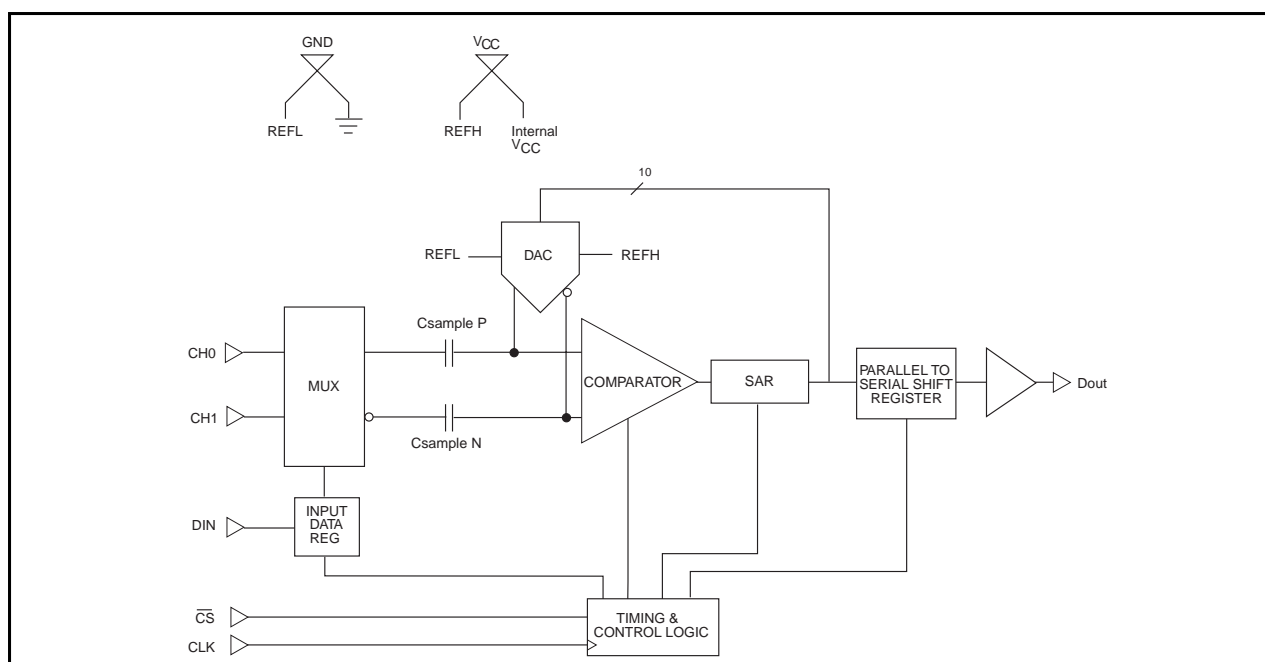 GND
VCC
REFL
REFH
Internal
VCC
10
REFL
DAC
REFH
Csample P
CH0
MUX
COMPARATOR
SAR
PARALLEL TO
SERIAL SHIFT
REGISTER
Dout
CH1
Csample N
DIN
INPUT
DATA
REG
CS
TIMING &
CONTROL LOGIC
CLK